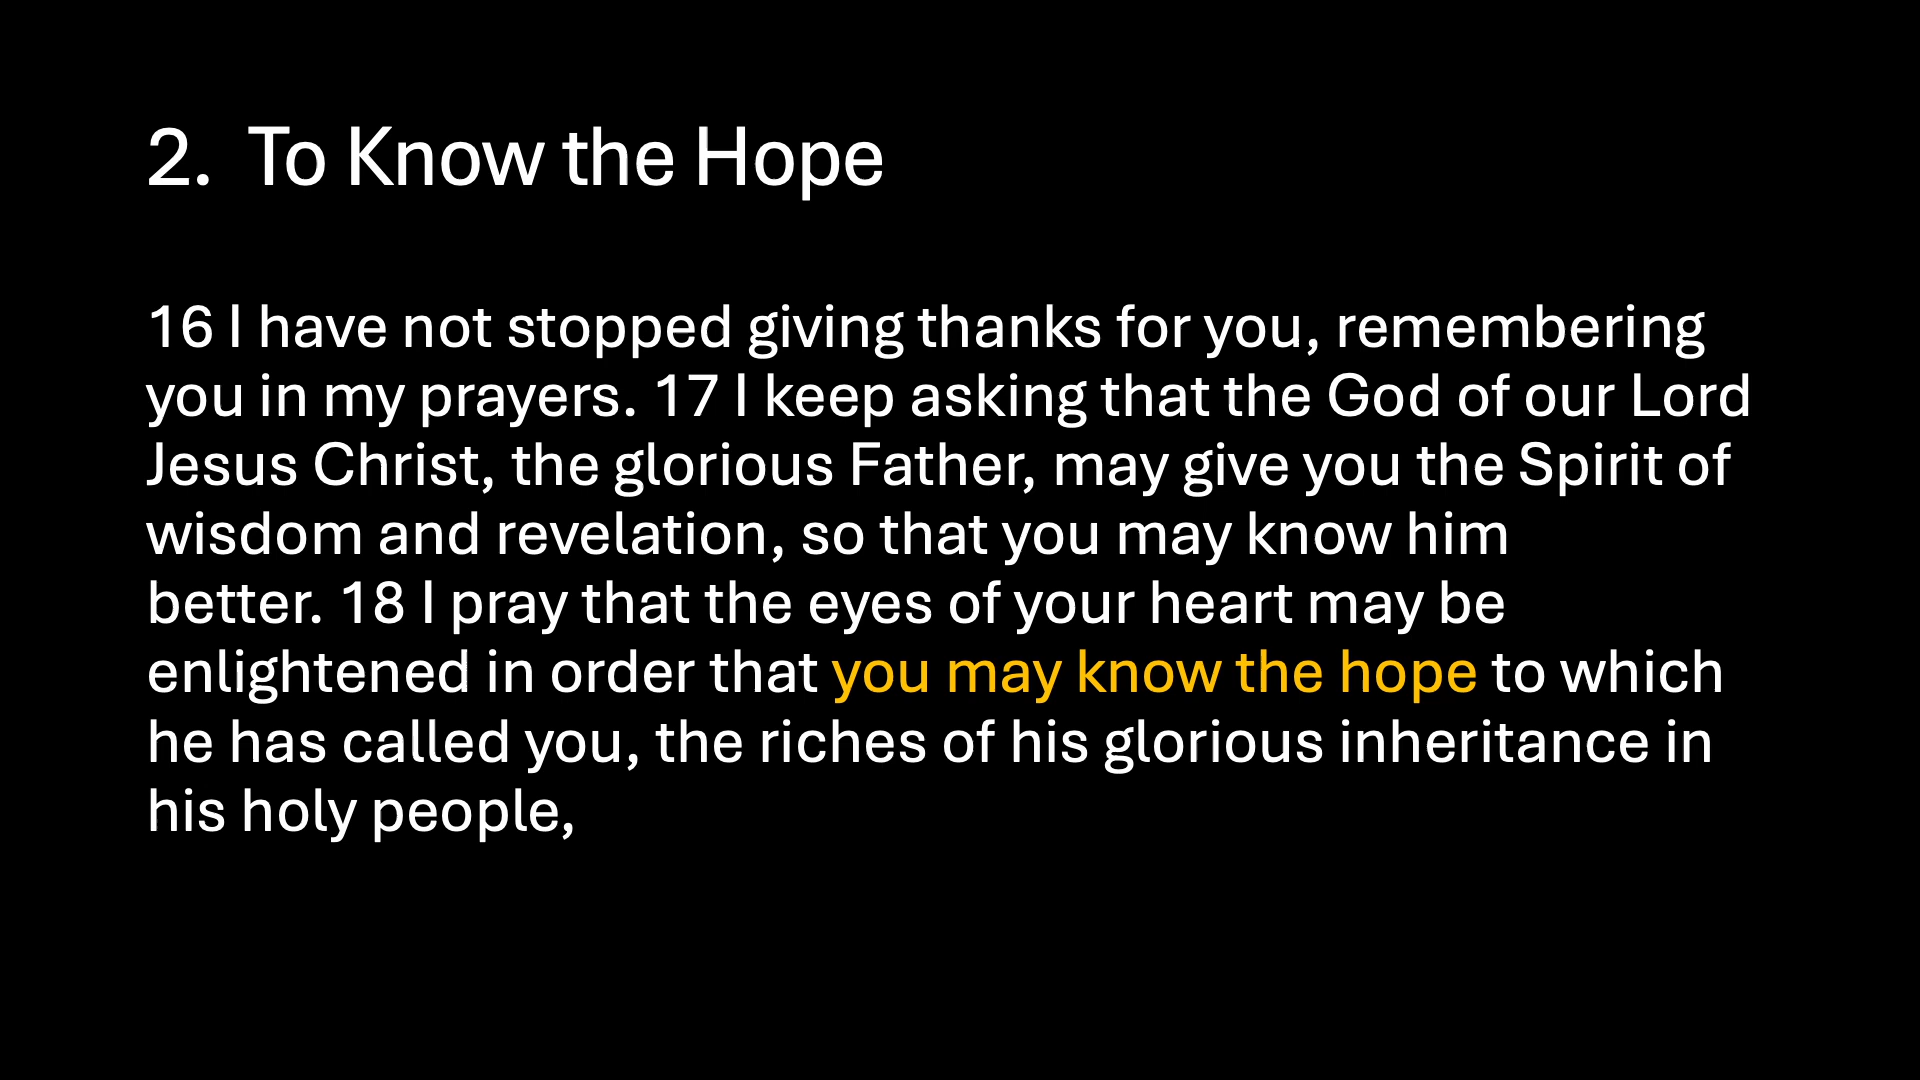 2. To Know the Hope
16 I have not stopped giving thanks for you, remembering
you in my prayers. 17 I keep asking that the God of our Lord
Jesus Christ, the glorious Father, may give you the Spirit of
wisdom and revelation, so that you may know him
better. 18 I pray that the eyes of your heart may be
enlightened in order that you may know the hope to which
he has called you, the riches of his glorious inheritance in
his holy people,